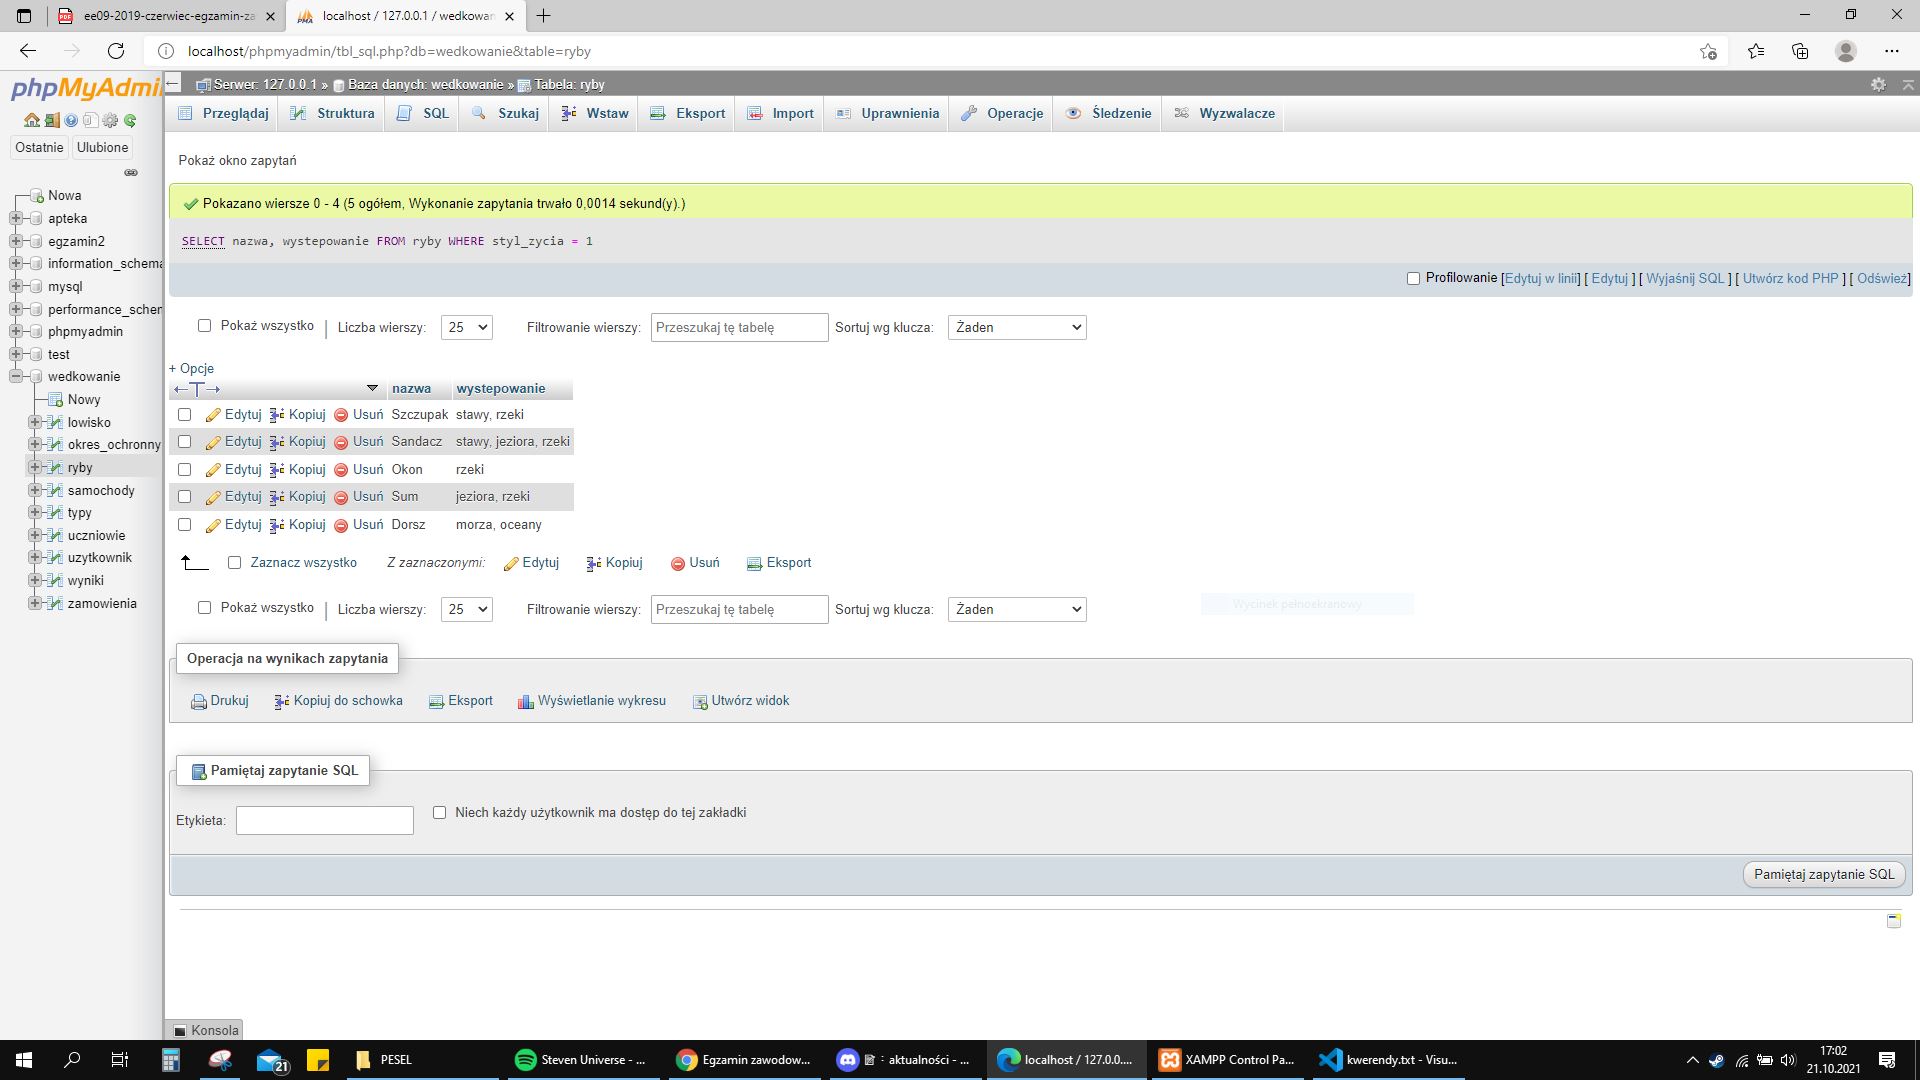 ee09-2019-czerwiec-egzamin-za
localhost / 127.0.0.1 / wedkowan
localhost/phpmyadmin/tbl_sql.php?db=wedkowanie&table=ryby
phpMyAdmi
Serwer: 127.0.0.1 » Baza danych: wedkowanie » Tabela: ryby
Przeglądaj Struktura SQL Szukaj Wstaw Eksport Import Uprawnienia Operacje Śledzenie Wyzwalacze
Ostatnie Ulubione
Nowa
apteka
egzamin2
information_schema
mysql
performance_schem
phpmyadmin
test
wedkowanie
Nowy
lowisko
okres_ochronny
ryby
samochody
typy
uczniowie
uzytkownik
wyniki
zamowienia
Pokaż okno zapytań
Pokazano wiersze 0 - 4 (5 ogółem, Wykonanie zapytania trwało 0,0014 sekund(y).)
SELECT nazwa, wystepowanie FROM ryby WHERE styl_zycia = 1
Profilowanie [Edytuj w linii] [ Edytuj ] [ Wyjaśnij SQL ] [ Utwórz kod PHP ] [ Odśwież]
Pokaż wszystko Liczba wierszy: 25 Filtrowanie wierszy: Przeszukaj tę tabelę Sortuj wg klucza: Żaden
+ Opcje
nazwa wystepowanie
Edytuj Kopiuj Usuń Szczupak stawy, rzeki
Edytuj Kopiuj Usuń Sandacz stawy, jeziora, rzeki
Edytuj Kopiuj Usuń Okon rzeki
Edytuj Kopiuj Usuń Sum jeziora, rzeki
Edytuj Kopiuj Usuń Dorsz morza, oceany
Zaznacz wszystko Z zaznaczonymi: Edytuj Kopiuj Usuń Eksport
Pokaż wszystko Liczba wierszy: 25 Filtrowanie wierszy: Przeszukaj tę tabelę Sortuj wg klucza: Żaden
Wycinek pełnoekranowy
Operacja na wynikach zapytania
Drukuj Kopiuj do schowka Eksport Wyświetlanie wykresu Utwórz widok
Pamiętaj zapytanie SQL
Etykieta: Niech każdy użytkownik ma dostęp do tej zakładki
Pamiętaj zapytanie SQL
Konsola
21 PESEL Steven Universe - ... Egzamin zawodow... : aktualności - ... localhost / 127.0.0.... XAMPP Control Pa... kwerendy.txt - Visu...
17:02
21.10.2021